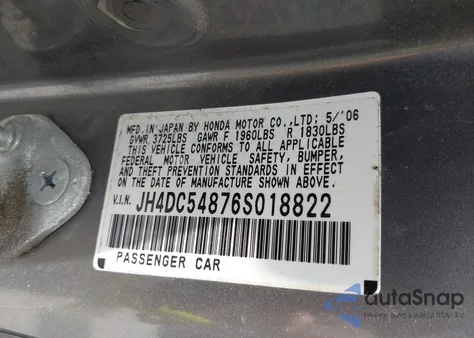 MFD.IN JAPAN BY HONDA MOTOR CO.,LTD; 5/'06
GVWR 3725LBS GAWR F 1960LBS R 1830LBS
THIS VEHICLE CONFORMS TO ALL APPLICABLE
FEDERAL MOTOR VEHICLE SAFETY, BUMPER,
AND THEFT PREVENTION STANDARDS IN EFFECT
ON THE DATE OF MANUFACTURE SHOWN ABOVE.
V.I.N. JH4DC54876S018822
PASSENGER CAR
autoSnap